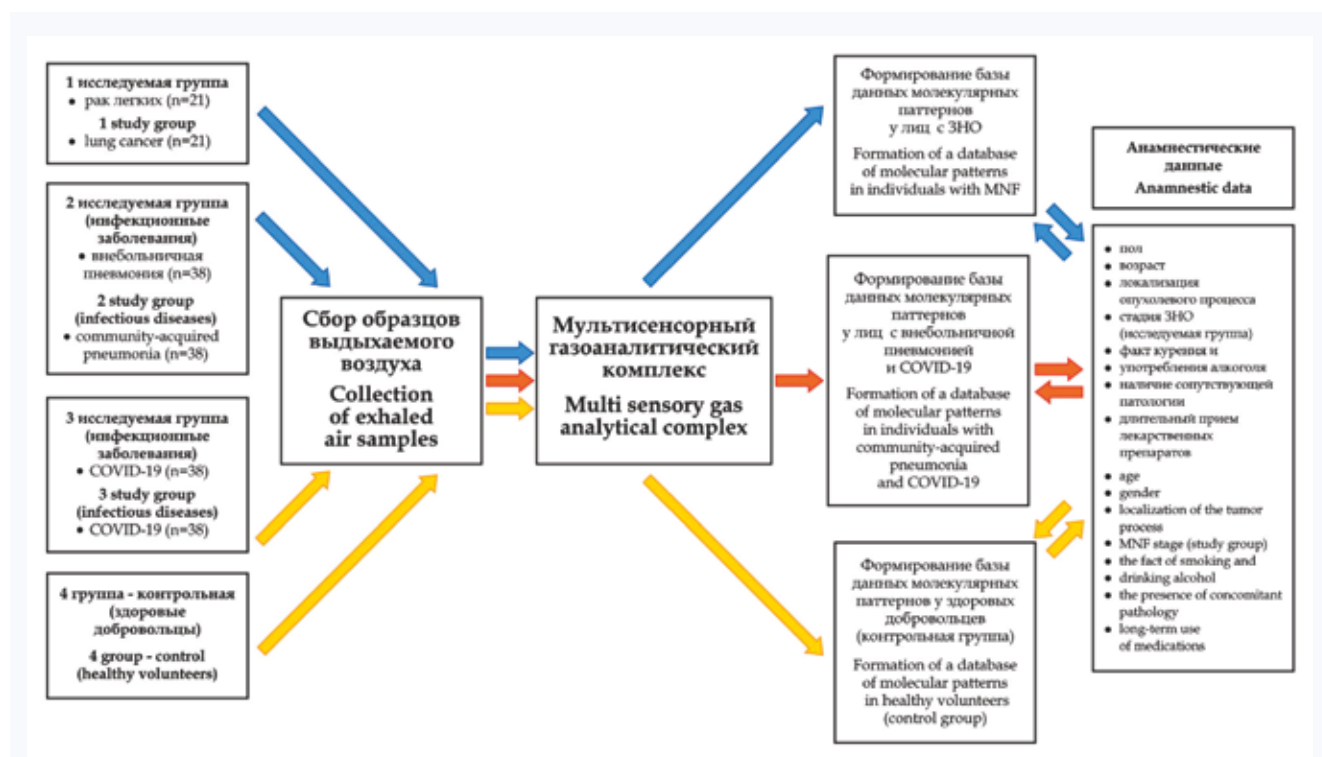 1 исследуемая группа
• рак легких (n=21)
1 study group
• lung cancer (n=21)
2 исследуемая группа
(инфекционные
заболевания)
• внебольничная
пневмония (n=38)
2 study group
(infectious diseases)
• community-acquired
pneumonia (n=38)
3 исследуемая группа
(инфекционные
заболевания)
• COVID-19 (n=38)
3 study group
(infectious diseases)
• COVID-19 (n=38)
4 группа - контрольная
(здоровые
добровольцы)
4 group - control
(healthy volunteers)
Сбор образцов
выдыхаемого
воздуха
Collection
of exhaled
air samples
Мультисенсорный
газоаналитический
комплекс
Multi sensory gas
analytical complex
Формирование базы
данных молекулярных
паттернов
у лиц с ЗНО
Formation of a database
of molecular patterns
in individuals with MNF
Формирование базы
данных молекулярных
паттернов
у лиц с внебольничной
пневмонией
и COVID-19
Formation of a database
of molecular patterns
in individuals with
community-acquired
pneumonia
and COVID-19
Формирование базы
данных молекулярных
паттернов у здоровых
добровольцев
(контрольная группа)
Formation of a database
of molecular patterns
in healthy volunteers
(control group)
Анамнестические
данные
Anamnestic data
• пол
• возраст
• локализация
опухолевого процесса
• стадия ЗНО
(исследуемая группа)
• факт курения и
• употребления алкоголя
• наличие сопутствующей
патологии
• длительный прием
лекарственных
препаратов
• age
• gender
• localization of the tumor
process
• MNF stage (study group)
• the fact of smoking and
• drinking alcohol
• the presence of concomitant
pathology
• long-term use
of medications